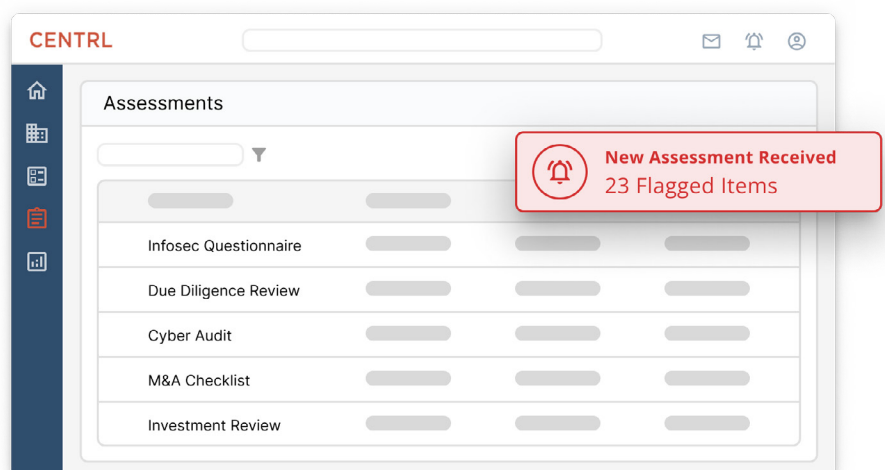 CENTRL
Assessments
New Assessment Received
23 Flagged Items
Infosec Questionnaire
Due Diligence Review
Cyber Audit
M&A Checklist
Investment Review